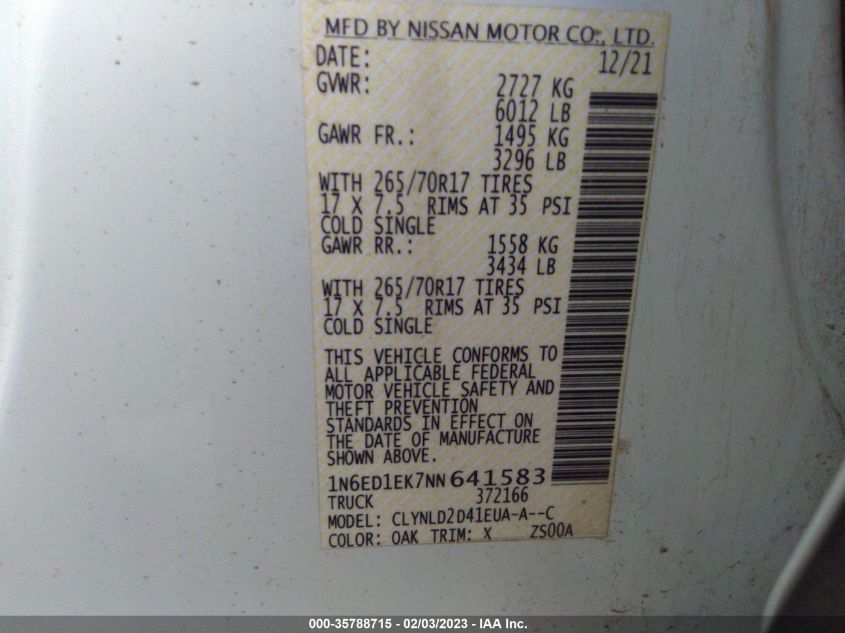 MFD BY NISSAN MOTOR CO., LTD.
DATE: 12/21
GVWR: 2727 KG
6012 LB
GAWR FR.: 1495 KG
3296 LB
WITH 265/70R17 TIRES
17 X 7.5 RIMS AT 35 PSI
COLD SINGLE
GAWR RR.: 1558 KG
3434 LB
WITH 265/70R17 TIRES
17 X 7.5 RIMS AT 35 PSI
COLD SINGLE
THIS VEHICLE CONFORMS TO
ALL APPLICABLE FEDERAL
MOTOR VEHICLE SAFETY AND
THEFT PREVENTION
STANDARDS IN EFFECT ON
THE DATE OF MANUFACTURE
SHOWN ABOVE.
1N6ED1EK7NN641583
TRUCK 372166
MODEL: CLYNLD2D41EUA-A--C
COLOR: OAK TRIM: X ZS00A
000-35788715 - 02/03/2023 - IAA Inc.